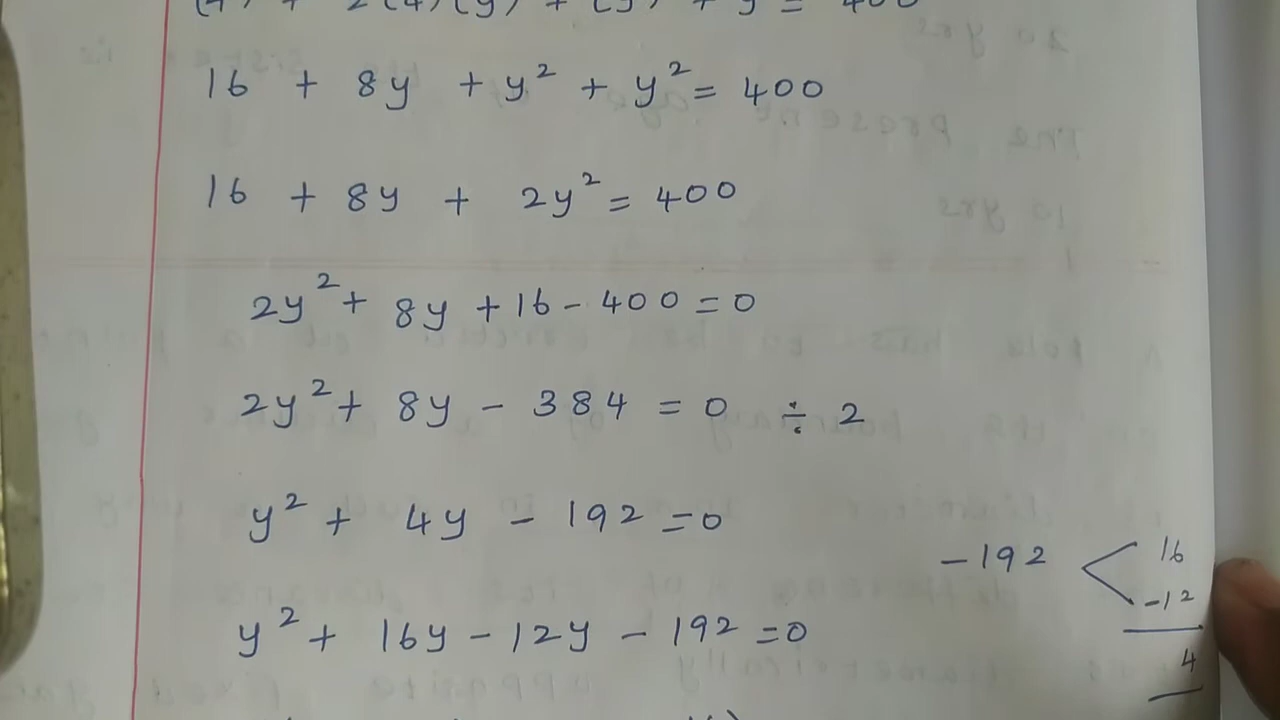 16 + 8y + y² + y² = 400
16 + 8y + 2y² = 400
2y² + 8y + 16 - 400 = 0
2y² + 8y - 384 = 0 ÷ 2
y² + 4y - 192 = 0
-192 < 16
-12
4
y² + 16y - 12y - 192 = 0